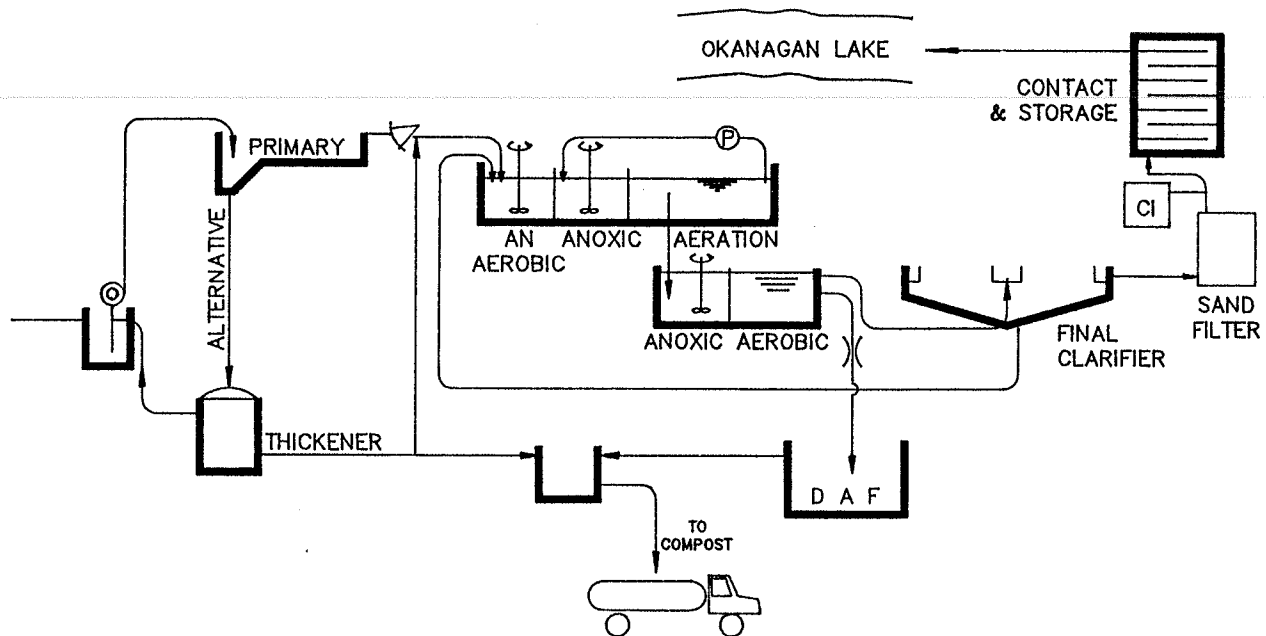 OKANAGAN LAKE
CONTACT
& STORAGE
PRIMARY
P
CI
ALTERNATIVE
AN
AEROBIC
ANOXIC
AERATION
SAND
FILTER
ANOXIC
AEROBIC
FINAL
CLARIFIER
THICKENER
D A F
TO
COMPOST